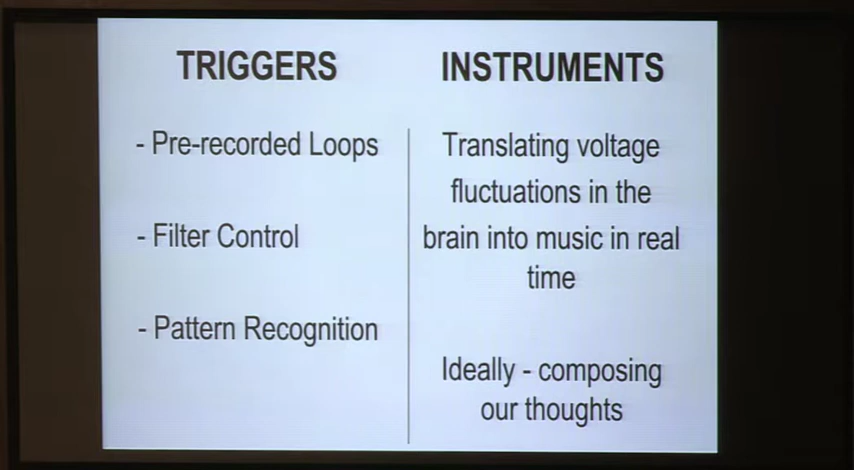 TRIGGERS
- Pre-recorded Loops
- Filter Control
- Pattern Recognition
INSTRUMENTS
Translating voltage
fluctuations in the
brain into music in real
time
Ideally - composing
our thoughts